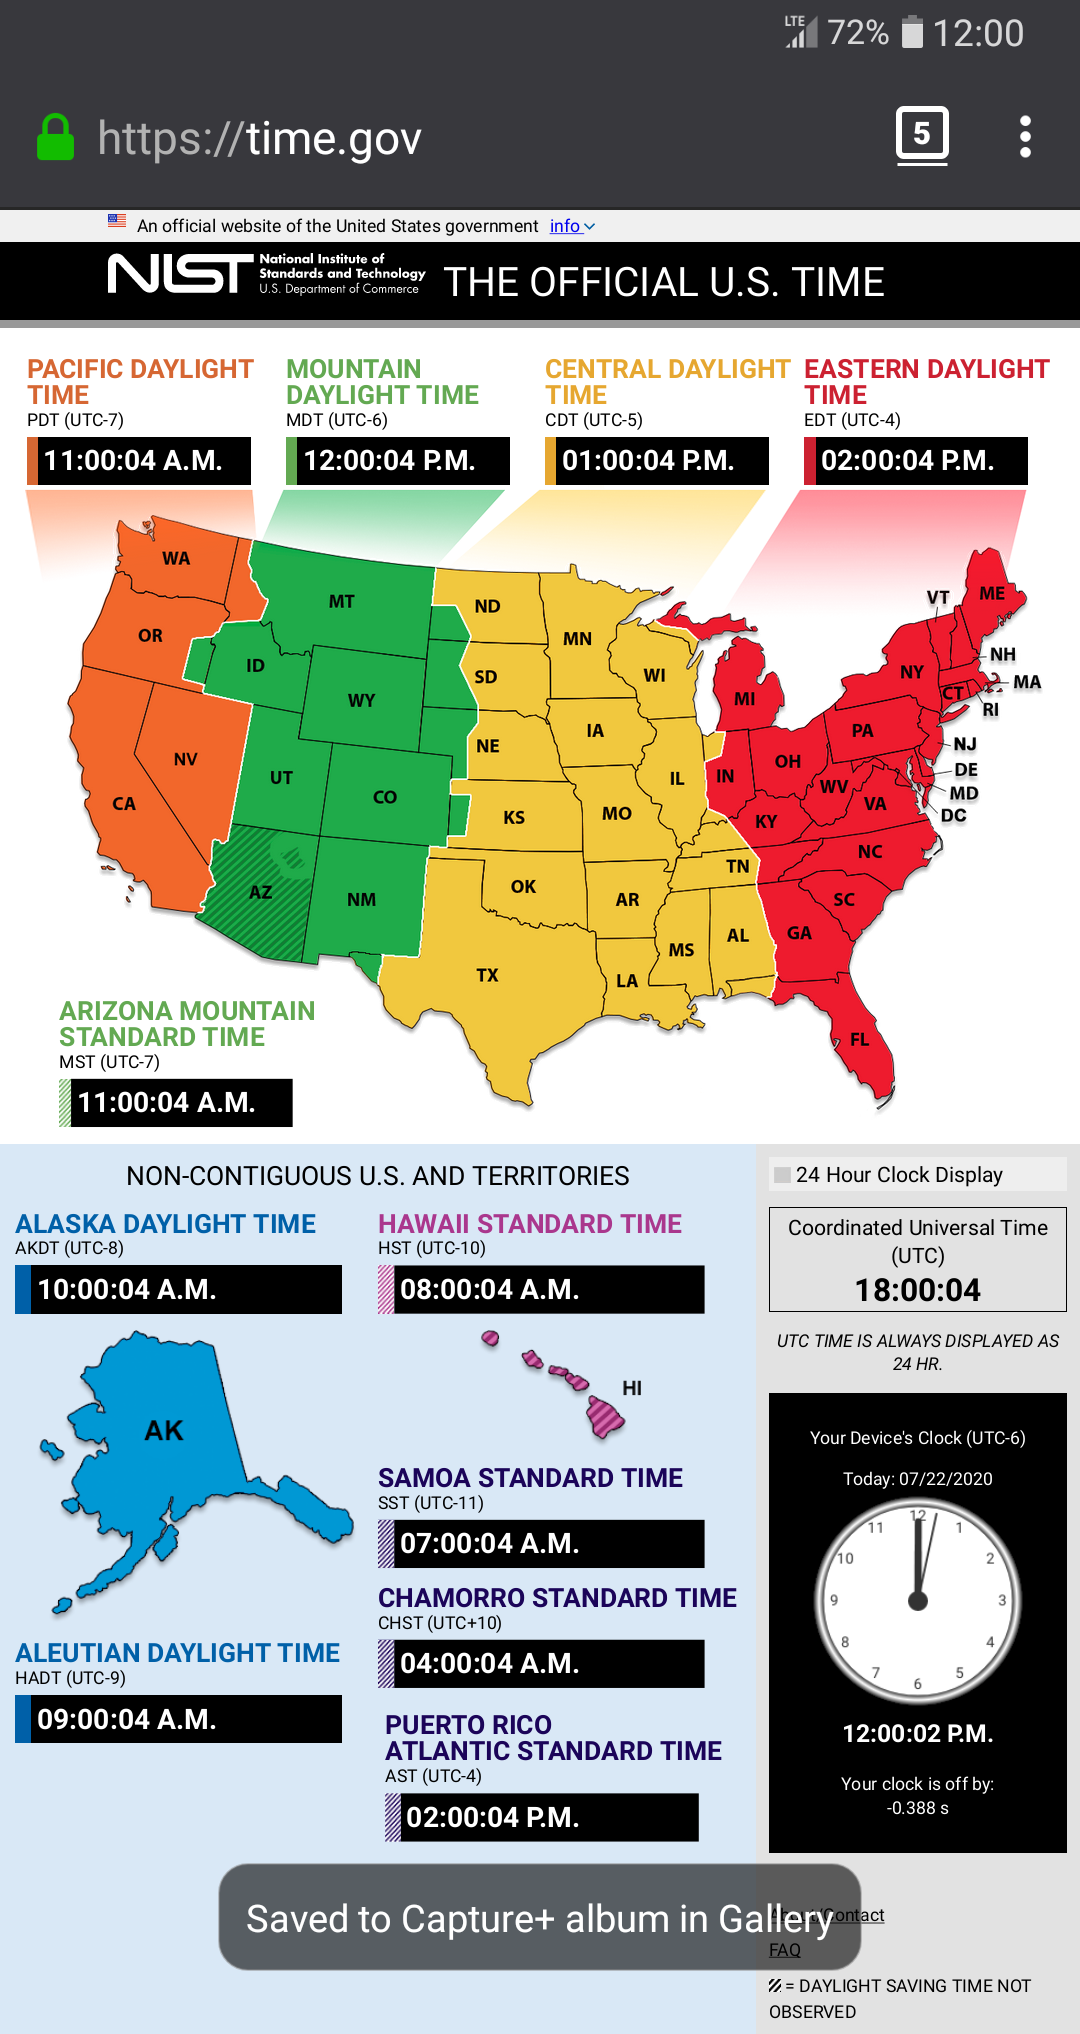 LTE 72% 12:00
https://time.gov 5
An official website of the United States government info
NIST National Institute of
Standards and Technology
U.S. Department of Commerce
THE OFFICIAL U.S. TIME
PACIFIC DAYLIGHT
TIME
PDT (UTC-7)
11:00:04 A.M.
MOUNTAIN
DAYLIGHT TIME
MDT (UTC-6)
12:00:04 P.M.
CENTRAL DAYLIGHT
TIME
CDT (UTC-5)
01:00:04 P.M.
EASTERN DAYLIGHT
TIME
EDT (UTC-4)
02:00:04 P.M.
WA
OR
CA
NV
MT
ID
WY
UT
CO
AZ
NM
ND
SD
NE
KS
OK
TX
MN
IA
MO
AR
LA
WI
IL
TN
MS
AL
MI
IN
OH
KY
WV
VA
NC
SC
GA
FL
PA
NY
VT
ME
NH
MA
CT
RI
NJ
DE
MD
DC
ARIZONA MOUNTAIN
STANDARD TIME
MST (UTC-7)
11:00:04 A.M.
NON-CONTIGUOUS U.S. AND TERRITORIES
ALASKA DAYLIGHT TIME
AKDT (UTC-8)
10:00:04 A.M.
AK
ALEUTIAN DAYLIGHT TIME
HADT (UTC-9)
09:00:04 A.M.
HAWAII STANDARD TIME
HST (UTC-10)
08:00:04 A.M.
HI
SAMOA STANDARD TIME
SST (UTC-11)
07:00:04 A.M.
CHAMORRO STANDARD TIME
CHST (UTC+10)
04:00:04 A.M.
PUERTO RICO
ATLANTIC STANDARD TIME
AST (UTC-4)
02:00:04 P.M.
24 Hour Clock Display
Coordinated Universal Time
(UTC)
18:00:04
UTC TIME IS ALWAYS DISPLAYED AS
24 HR.
Your Device's Clock (UTC-6)
Today: 07/22/2020
12
1
2
3
4
5
6
7
8
9
10
11
12:00:02 P.M.
Your clock is off by:
-0.388 s
Saved to Capture+ album in Gallery
About/Contact
FAQ
= DAYLIGHT SAVING TIME NOT
OBSERVED